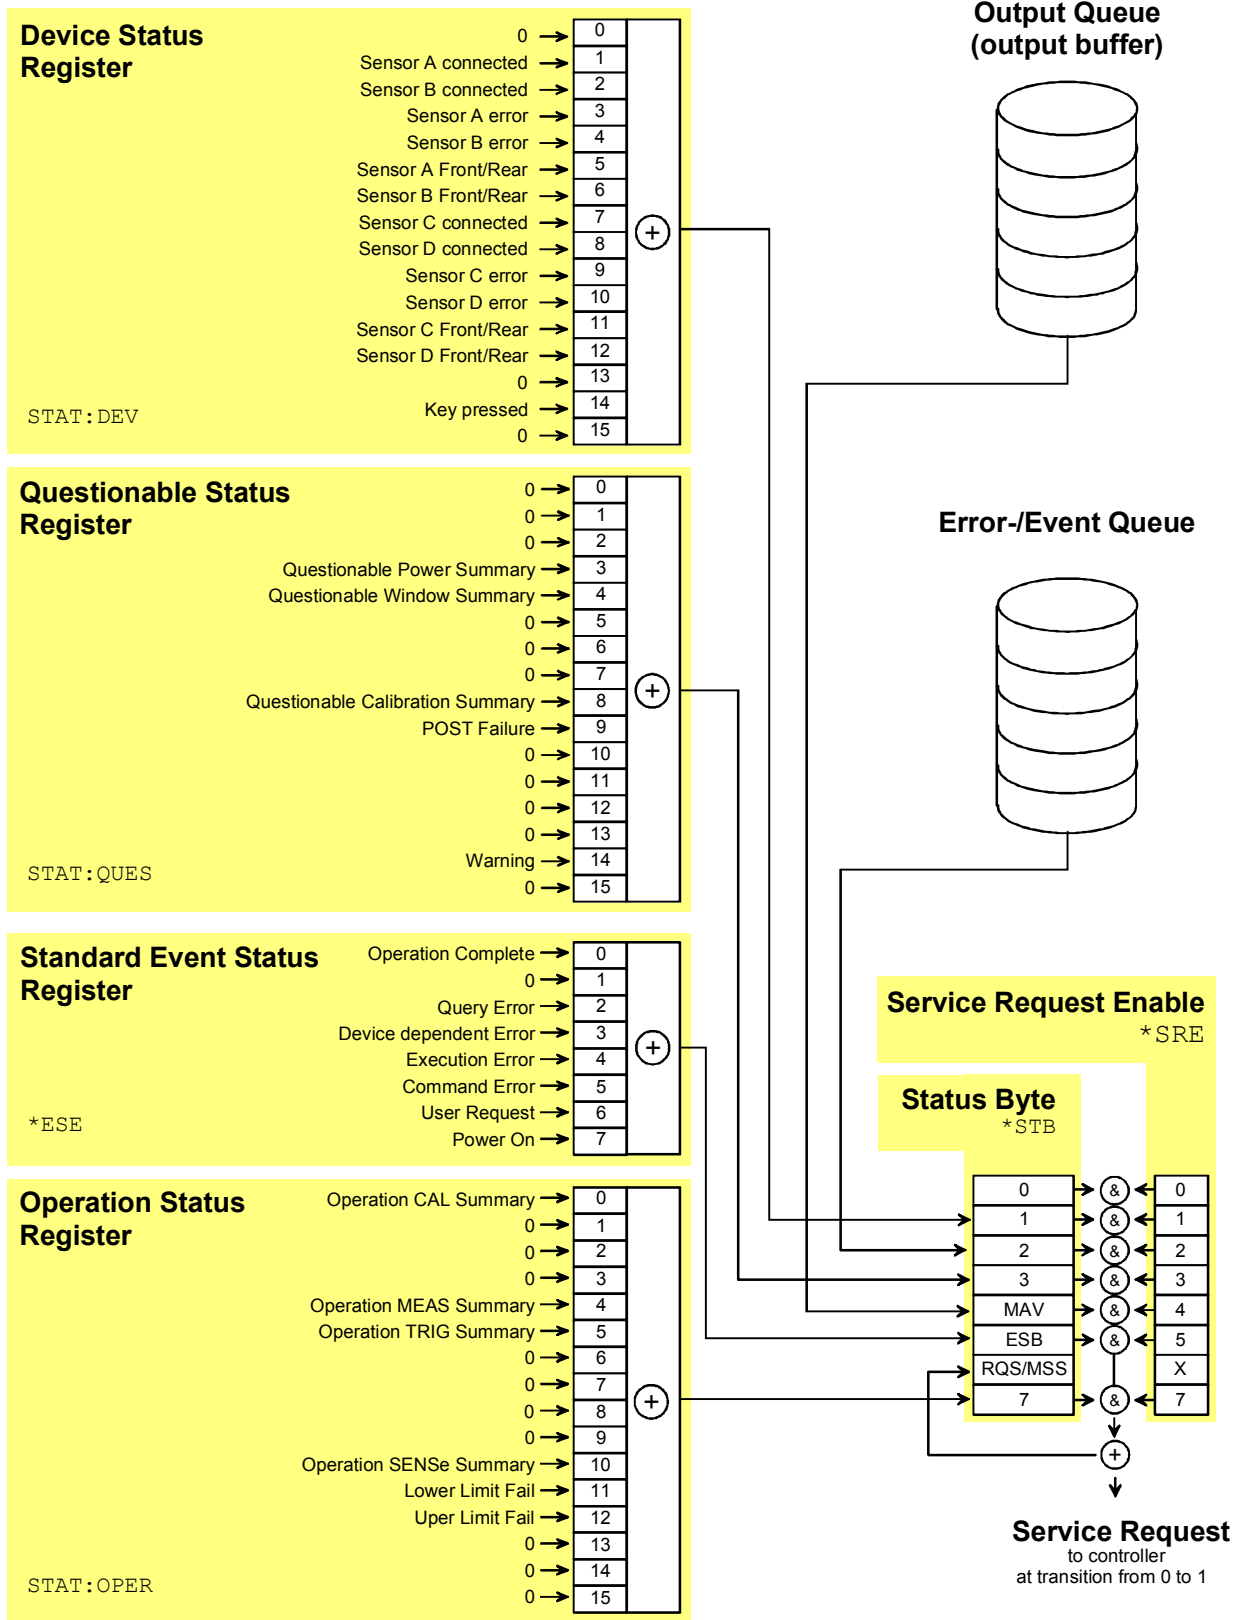 Device Status
Register
0 0
Sensor A connected 1
Sensor B connected 2
Sensor A error 3
Sensor B error 4
Sensor A Front/Rear 5
Sensor B Front/Rear 6
Sensor C connected 7
Sensor D connected 8
Sensor C error 9
Sensor D error 10
Sensor C Front/Rear 11
Sensor D Front/Rear 12
0 13
Key pressed 14
0 15
STAT:DEV
+
Output Queue
(output buffer)
Questionable Status
Register
0 0
0 1
0 2
Questionable Power Summary 3
Questionable Window Summary 4
0 5
0 6
0 7
Questionable Calibration Summary 8
POST Failure 9
0 10
0 11
0 12
0 13
Warning 14
0 15
STAT:QUES
+
Error-/Event Queue
Standard Event Status
Register
Operation Complete 0
0 1
Query Error 2
Device dependent Error 3
Execution Error 4
Command Error 5
User Request 6
Power On 7
*ESE
+
Operation Status
Register
Operation CAL Summary 0
0 1
0 2
0 3
Operation MEAS Summary 4
Operation TRIG Summary 5
0 6
0 7
0 8
0 9
Operation SENSe Summary 10
Lower Limit Fail 11
Uper Limit Fail 12
0 13
0 14
0 15
STAT:OPER
+
Service Request Enable
*SRE
Status Byte
*STB
0 & 0
1 & 1
2 & 2
3 & 3
MAV & 4
ESB & 5
RQS/MSS X
7 & 7
+
Service Request
to controller
at transition from 0 to 1